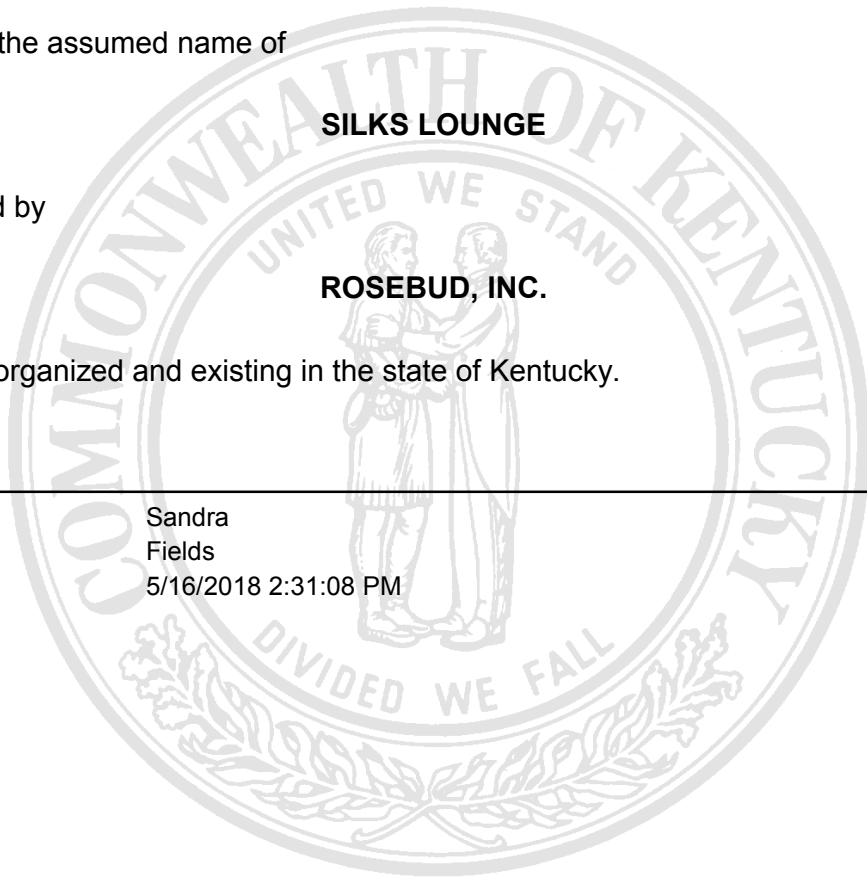 the assumed name of
SILKS LOUNGE
d by
ROSEBUD, INC.
organized and existing in the state of Kentucky.
Sandra
Fields
5/16/2018 2:31:08 PM
COMMONWEALTH OF KENTUCKY
UNITED WE STAND
DIVIDED WE FALL